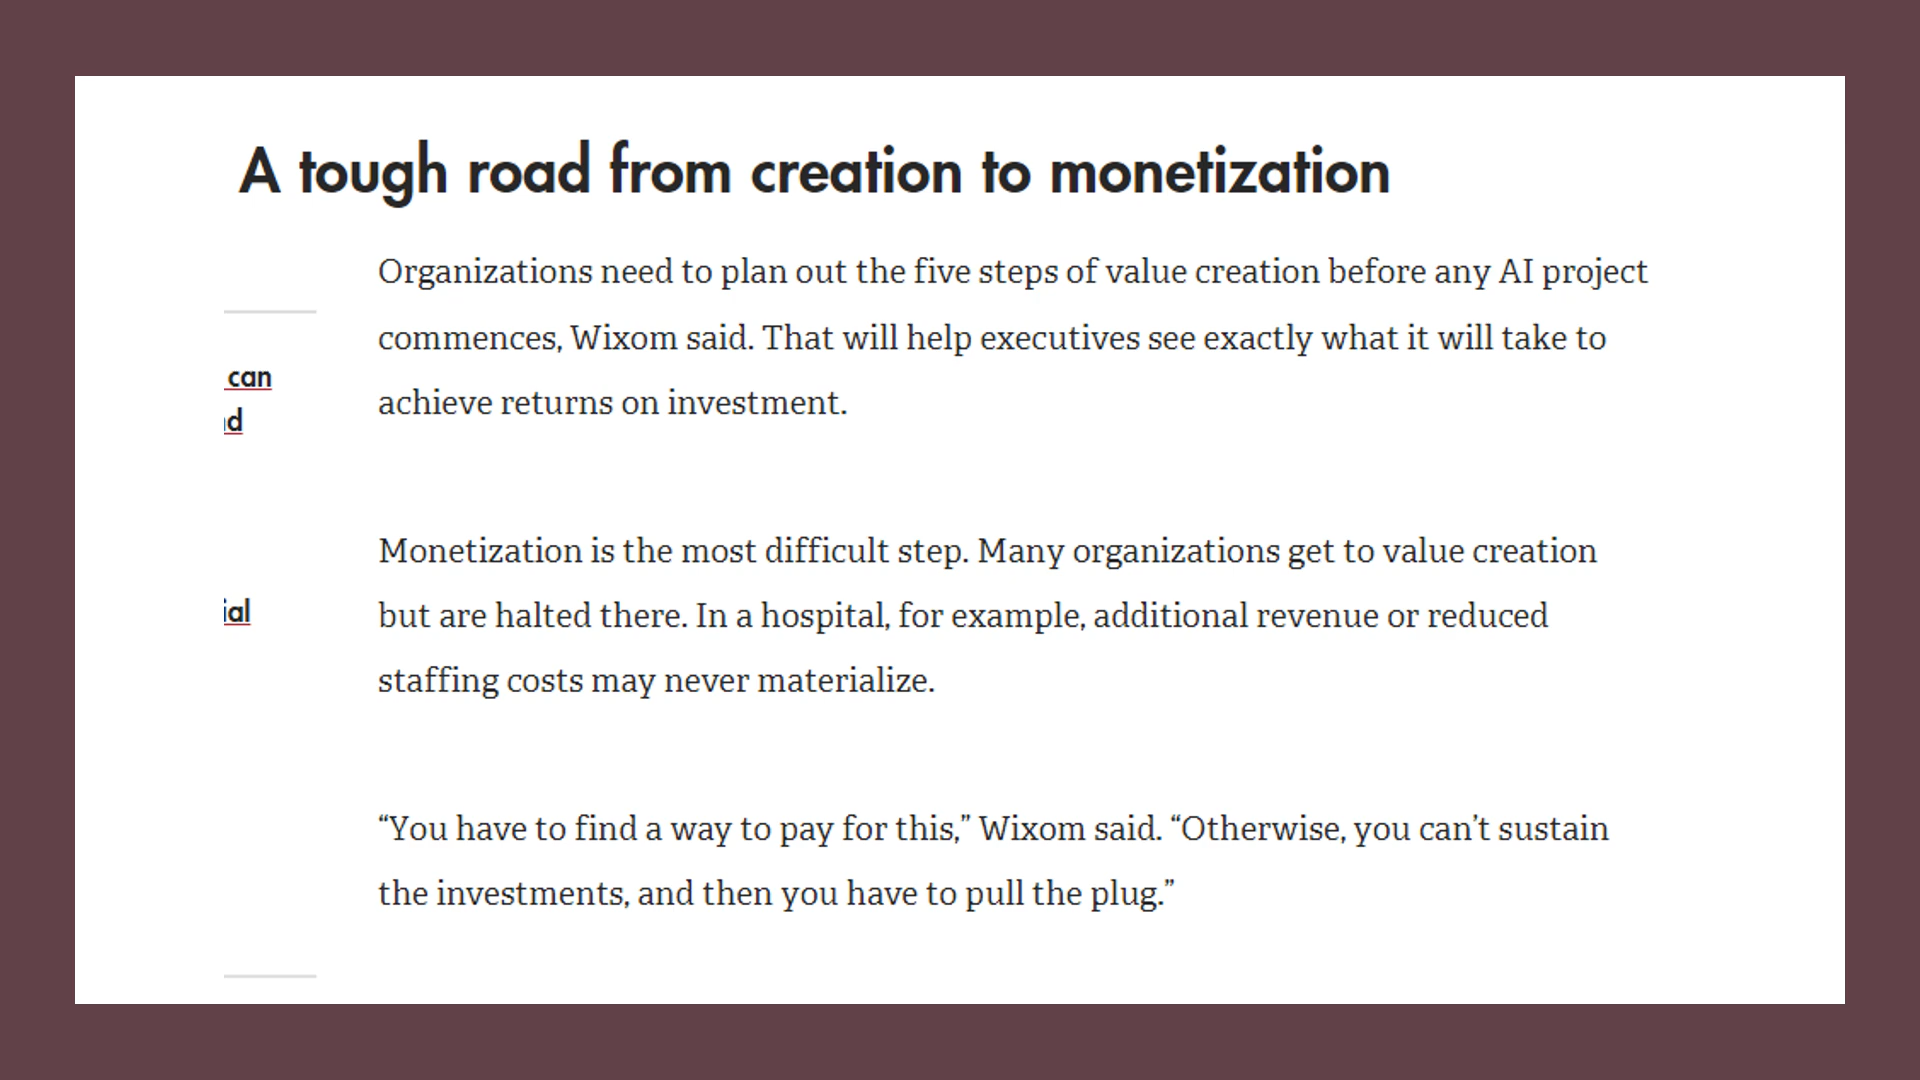 A tough road from creation to monetization
Organizations need to plan out the five steps of value creation before any AI project
commences, Wixom said. That will help executives see exactly what it will take to
achieve returns on investment.
can
Monetization is the most difficult step. Many organizations get to value creation
but are halted there. In a hospital, for example, additional revenue or reduced
staffing costs may never materialize.
“You have to find a way to pay for this,” Wixom said. “Otherwise, you can’t sustain
the investments, and then you have to pull the plug.”